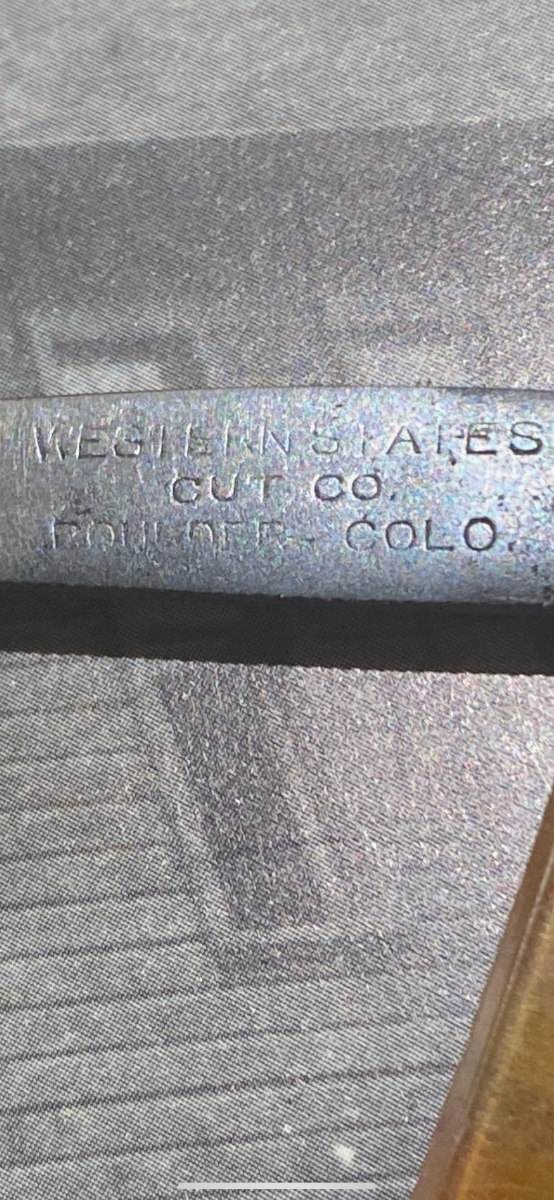 WESTERN STATES
CUT CO.
BOULDER - COLO.